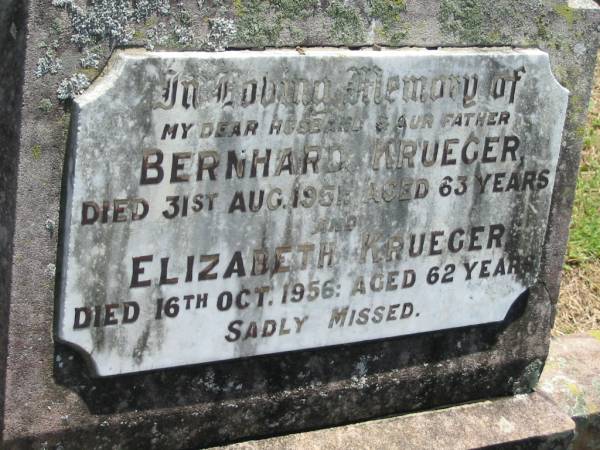 In Loving Memory of
MY DEAR HUSBAND & OUR FATHER
BERNHARD KRUEGER,
DIED 31ST AUG. 1951: AGED 63 YEARS
AND
ELIZABETH KRUEGER,
DIED 16TH OCT. 1956: AGED 62 YEARS
SADLY MISSED.